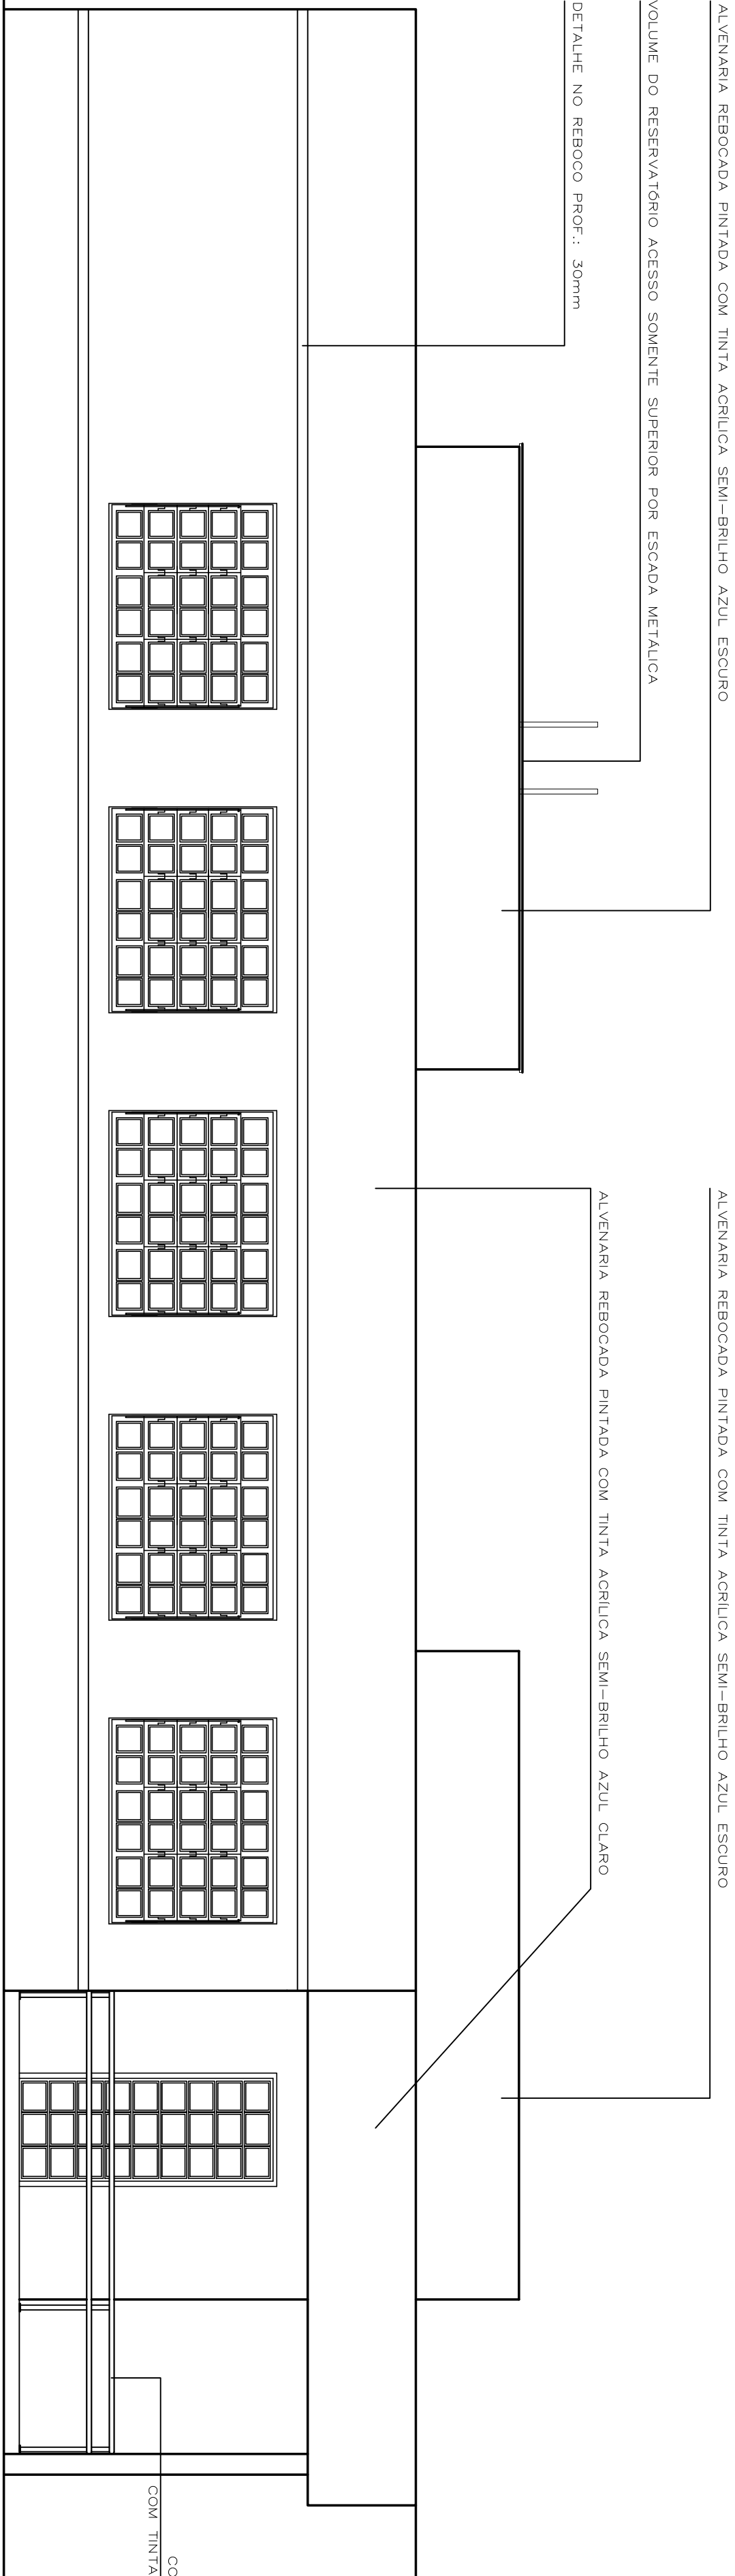 ALVENARIA REBOCADA PINTADA COM TINTA ACRÍLICA SEMI-BRILHO AZUL ESCURO
VOLUME DO RESERVATÓRIO ACESSO SOMENTE SUPERIOR POR ESCADA METÁLICA
DETALHE NO REBOCO PROF.: 30mm
ALVENARIA REBOCADA PINTADA COM TINTA ACRÍLICA SEMI-BRILHO AZUL ESCURO
ALVENARIA REBOCADA PINTADA COM TINTA ACRÍLICA SEMI-BRILHO AZUL CLARO
CO
COM TINTA